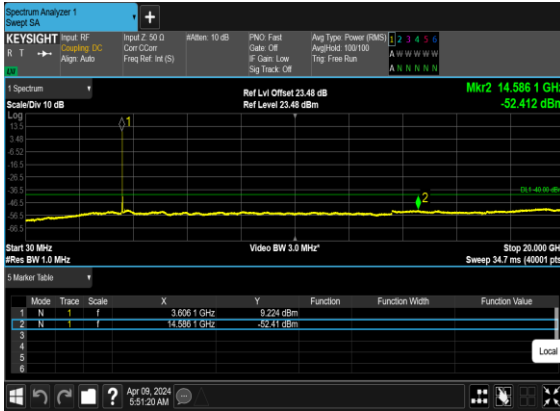 Spectrum Analyzer 1
Swept SA
+
KEYSIGHT Input: RF Input Z: 50 Ω #Atten: 10 dB PNO: Fast Avg Type: Power (RMS) 1 2 3 4 5 6
R T Coupling: DC Corr CCorr Gate: Off Avg|Hold: 100/100 A W W W W W
Align: Auto Freq Ref: Int (S) IF Gain: Low Trig: Free Run
Sig Track: Off A N N N N N
1 Spectrum Ref Lvl Offset 23.48 dB Mkr2 14.586 1 GHz
Scale/Div 10 dB Ref Level 23.48 dBm -52.412 dBm
Log
13.5
3.48
-6.52
-16.5
-26.5
-36.5
-46.5
-56.5
-66.5
1
2
DL1 -40.00 dBm
Start 30 MHz Video BW 3.0 MHz* Stop 20.000 GH
#Res BW 1.0 MHz Sweep 34.7 ms (40001 pts
5 Marker Table
Mode Trace Scale X Y Function Function Width Function Value
1 N 1 f 3.606 1 GHz 9.224 dBm
2 N 1 f 14.586 1 GHz -52.41 dBm
3
4
5
6
Local
? Apr 09, 2024
5:51:20 AM